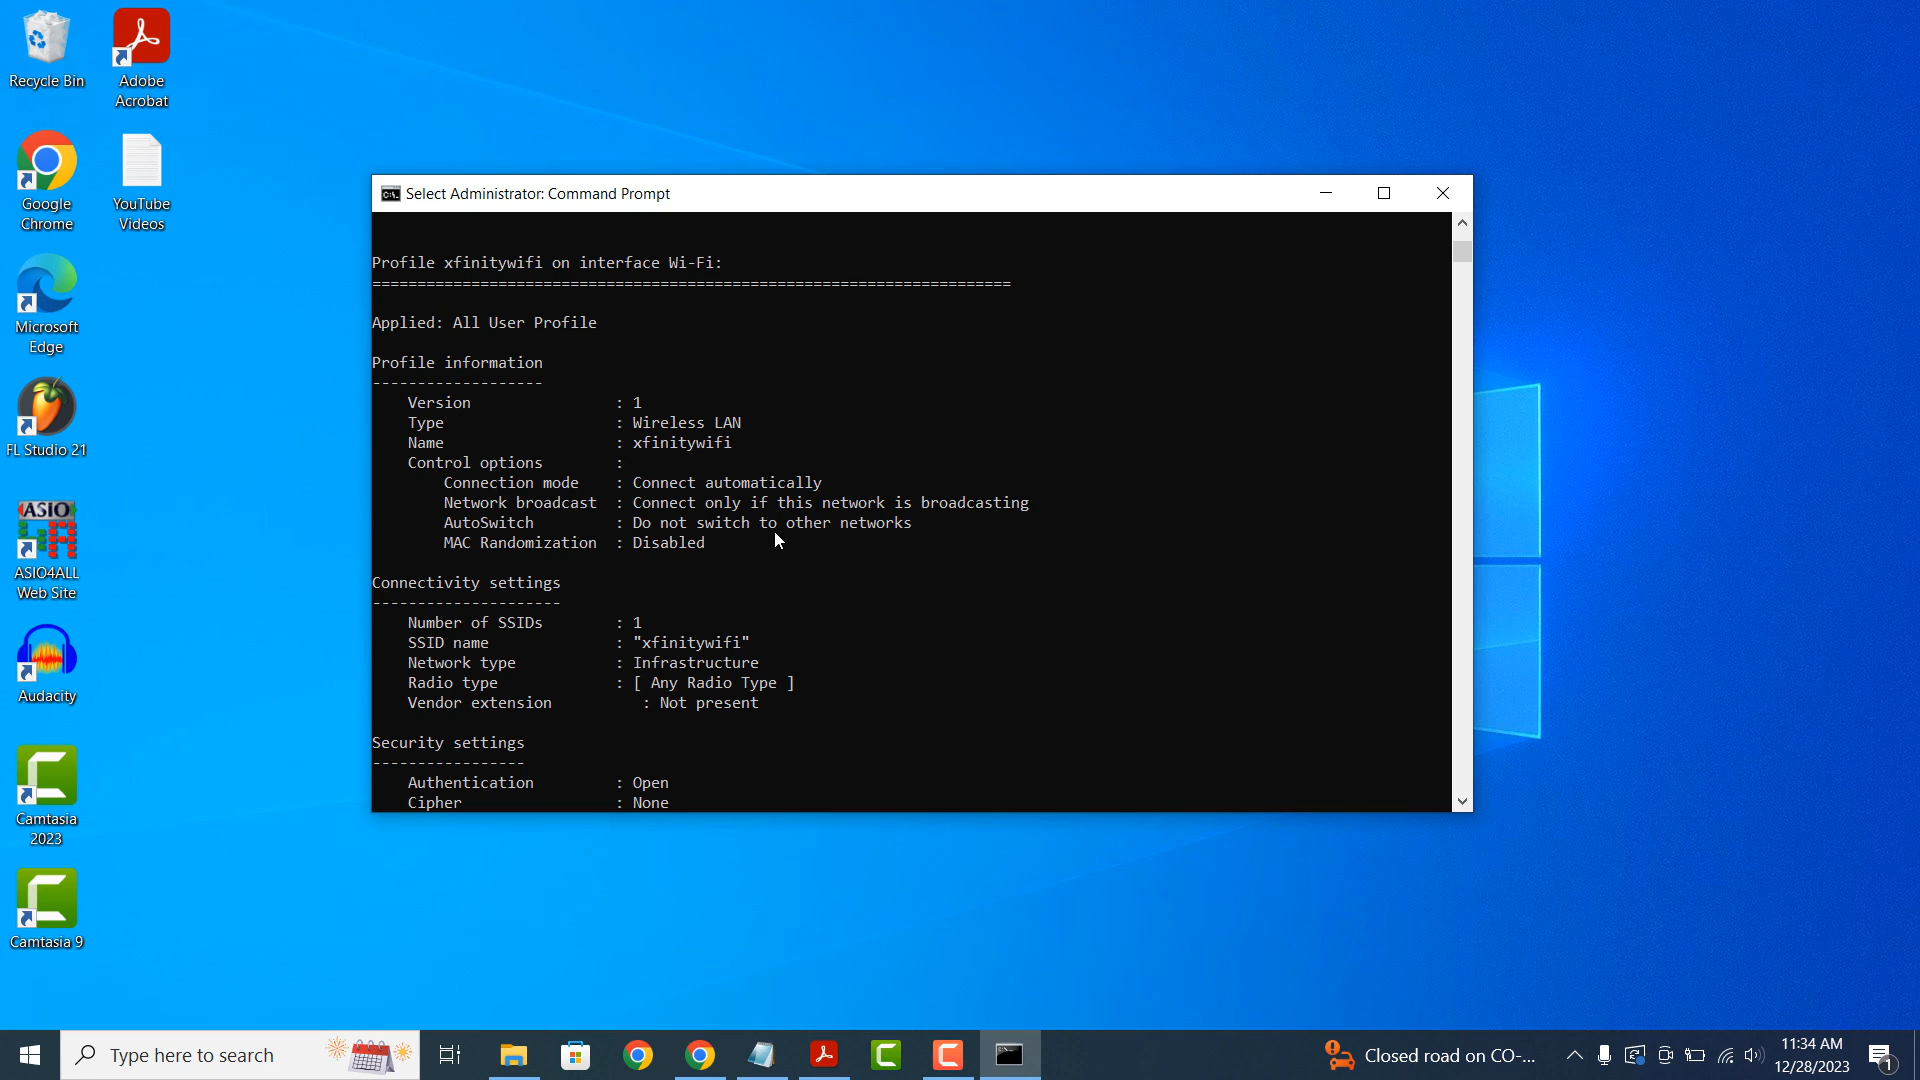 Recycle Bin
Adobe
Acrobat
Google
Chrome
YouTube
Videos
Microsoft
Edge
FL Studio 21
ASIO
ASIO4ALL
Web Site
Audacity
Camtasia
2023
Camtasia 9
C:\.
Select Administrator: Command Prompt
Profile xfinitywifi on interface Wi-Fi:
=======================================================================
Applied: All User Profile
Profile information
-------------------
Version : 1
Type : Wireless LAN
Name : xfinitywifi
Control options :
Connection mode : Connect automatically
Network broadcast : Connect only if this network is broadcasting
AutoSwitch : Do not switch to other networks
MAC Randomization : Disabled
Connectivity settings
---------------------
Number of SSIDs : 1
SSID name : "xfinitywifi"
Network type : Infrastructure
Radio type : [ Any Radio Type ]
Vendor extension : Not present
Security settings
-----------------
Authentication : Open
Cipher : None
Type here to search
Closed road on CO-...
11:34 AM
12/28/2023
1